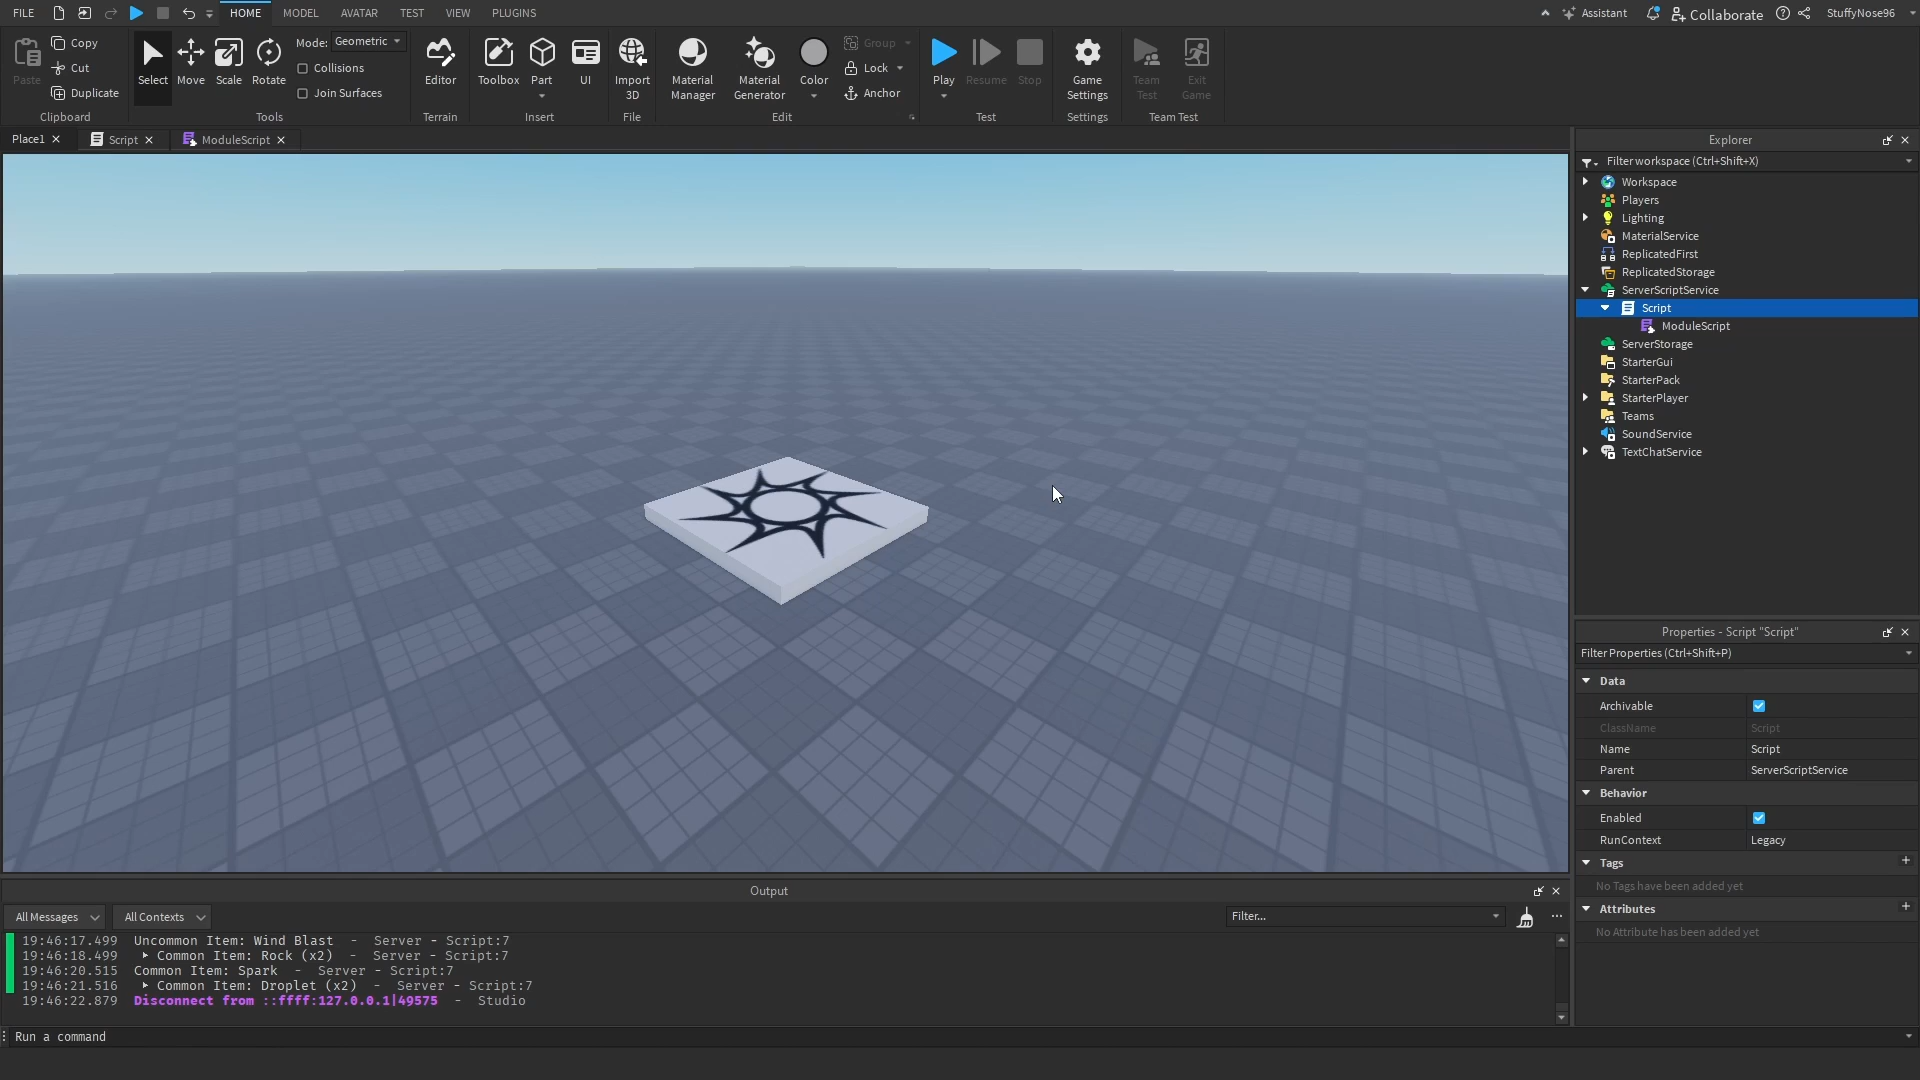 FILE HOME MODEL AVATAR TEST VIEW PLUGINS Assistant Collaborate StuffyNose96
Paste
Copy
Cut
Duplicate
Clipboard
Select Move Scale Rotate
Mode: Geometric
Collisions
Join Surfaces
Tools
Editor
Terrain
Toolbox Part UI
Insert
Import
3D
File
Material
Manager
Material
Generator
Color
Group
Lock
Anchor
Edit
Play Resume Stop
Test
Game
Settings
Settings
Team
Test
Exit
Game
Team Test
Place1 Script ModuleScript
Explorer
Filter workspace (Ctrl+Shift+X)
Workspace
Players
Lighting
MaterialService
ReplicatedFirst
ReplicatedStorage
ServerScriptService
Script
ModuleScript
ServerStorage
StarterGui
StarterPack
StarterPlayer
Teams
SoundService
TextChatService
Properties - Script "Script"
Filter Properties (Ctrl+Shift+P)
Data
Archivable
ClassName Script
Name Script
Parent ServerScriptService
Behavior
Enabled
RunContext Legacy
Tags
No Tags have been added yet
Attributes
No Attribute has been added yet
Output
All Messages All Contexts Filter...
19:46:17.499 Uncommon Item: Wind Blast - Server - Script:7
19:46:18.499 Common Item: Rock (x2) - Server - Script:7
19:46:20.515 Common Item: Spark - Server - Script:7
19:46:21.516 Common Item: Droplet (x2) - Server - Script:7
19:46:22.879 Disconnect from ::ffff:127.0.0.1|49575 - Studio
Run a command